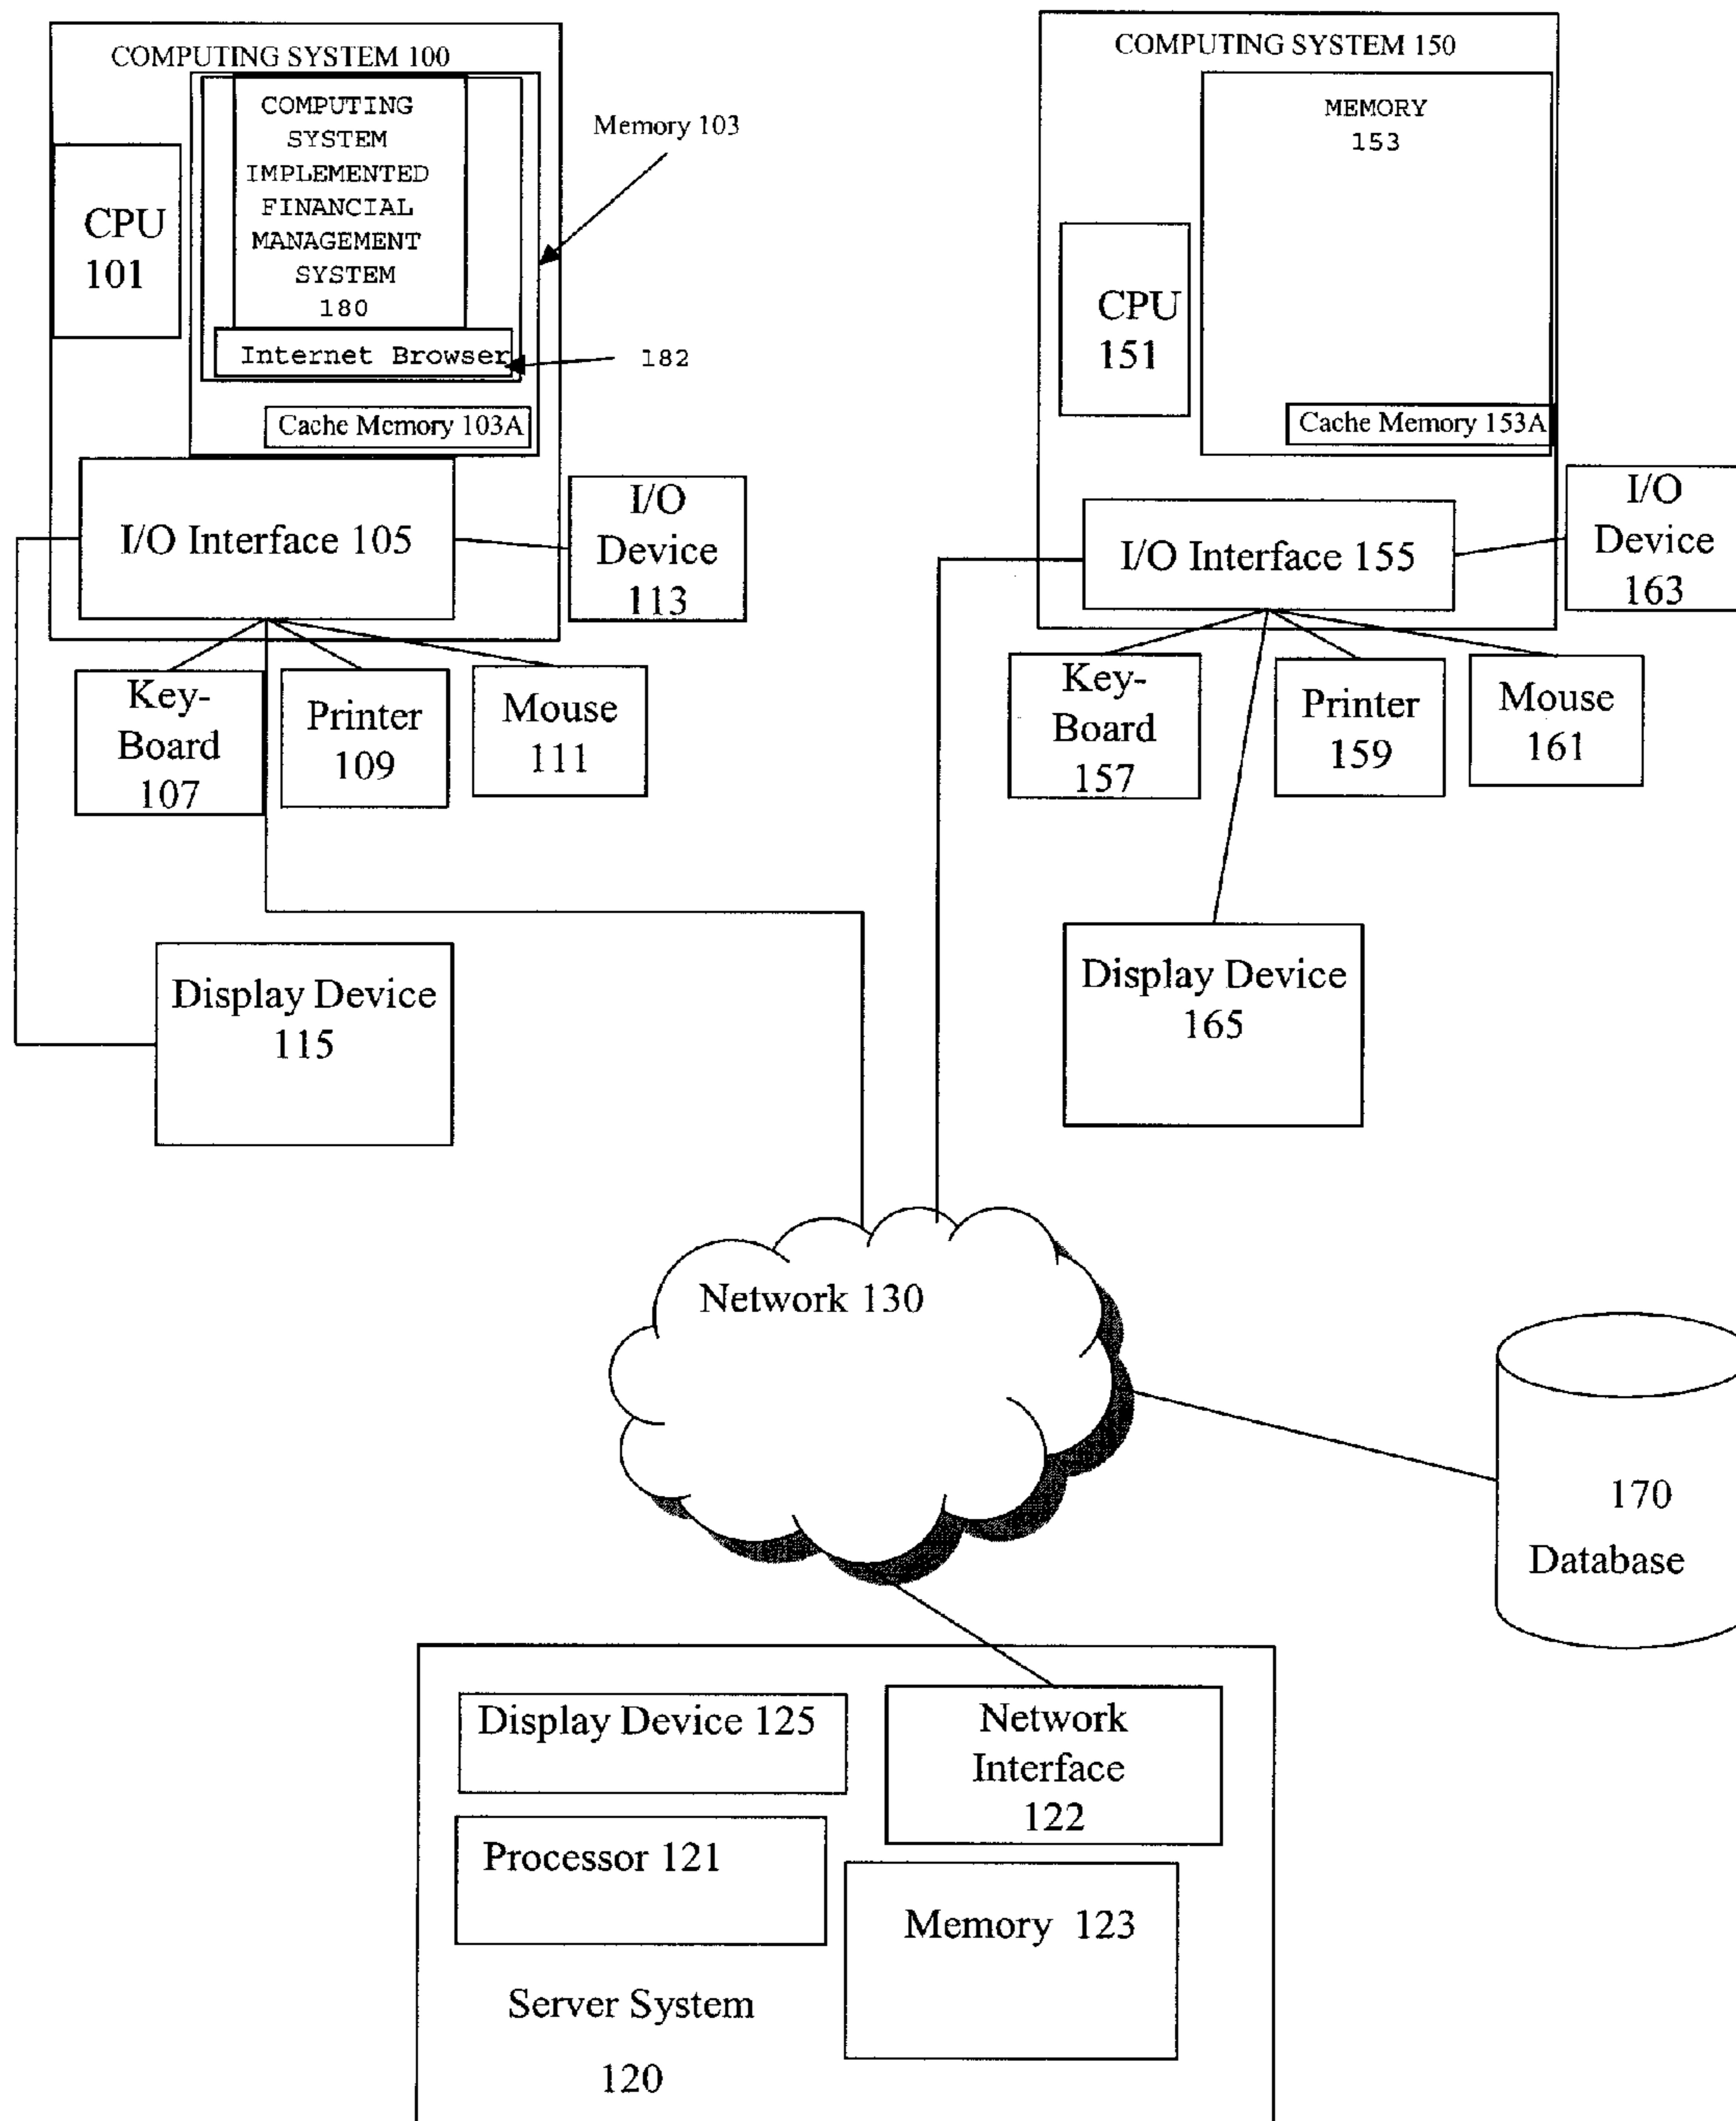 COMPUTING SYSTEM 100
COMPUTING
SYSTEM
IMPLEMENTED
FINANCIAL
MANAGEMENT
SYSTEM
180
Internet Browser
182
Memory 103
CPU
101
Cache Memory 103A
I/O Interface 105
I/O
Device
113
Key-
Board
107
Printer
109
Mouse
111
Display Device
115
COMPUTING SYSTEM 150
MEMORY
153
CPU
151
Cache Memory 153A
I/O Interface 155
I/O
Device
163
Key-
Board
157
Printer
159
Mouse
161
Display Device
165
Network 130
170
Database
Display Device 125
Network
Interface
122
Processor 121
Memory 123
Server System
120